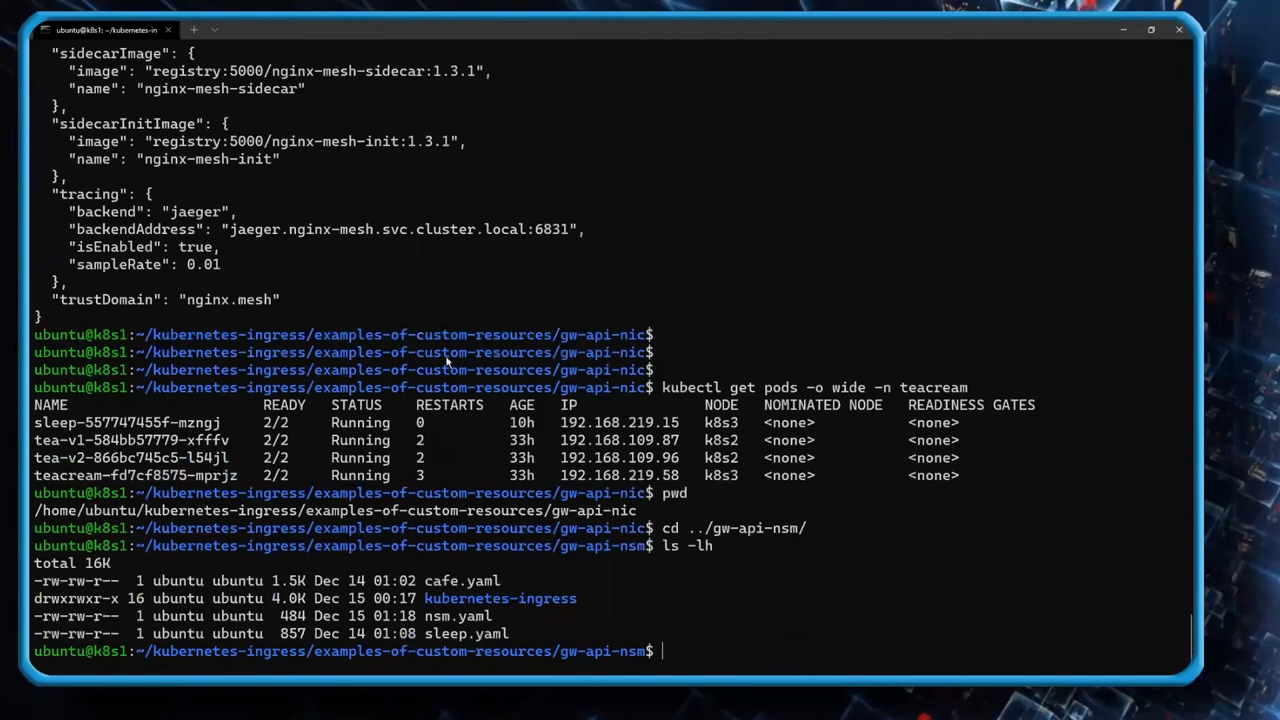 ubuntu@k8s1: ~/kubernetes-in
"sidecarImage": {
"image": "registry:5000/nginx-mesh-sidecar:1.3.1",
"name": "nginx-mesh-sidecar"
},
"sidecarInitImage": {
"image": "registry:5000/nginx-mesh-init:1.3.1",
"name": "nginx-mesh-init"
},
"tracing": {
"backend": "jaeger",
"backendAddress": "jaeger.nginx-mesh.svc.cluster.local:6831",
"isEnabled": true,
"sampleRate": 0.01
},
"trustDomain": "nginx.mesh"
}
ubuntu@k8s1:~/kubernetes-ingress/examples-of-custom-resources/gw-api-nic$
ubuntu@k8s1:~/kubernetes-ingress/examples-of-custom-resources/gw-api-nic$
ubuntu@k8s1:~/kubernetes-ingress/examples-of-custom-resources/gw-api-nic$
ubuntu@k8s1:~/kubernetes-ingress/examples-of-custom-resources/gw-api-nic$ kubectl get pods -o wide -n teacream
NAME READY STATUS RESTARTS AGE IP NODE NOMINATED NODE READINESS GATES
sleep-557747455f-mzngj 2/2 Running 0 10h 192.168.219.15 k8s3 <none> <none>
tea-v1-584bb57779-xfffv 2/2 Running 2 33h 192.168.109.87 k8s2 <none> <none>
tea-v2-866bc745c5-l54jl 2/2 Running 2 33h 192.168.109.96 k8s2 <none> <none>
teacream-fd7cf8575-mprjz 2/2 Running 3 33h 192.168.219.58 k8s3 <none> <none>
ubuntu@k8s1:~/kubernetes-ingress/examples-of-custom-resources/gw-api-nic$ pwd
/home/ubuntu/kubernetes-ingress/examples-of-custom-resources/gw-api-nic
ubuntu@k8s1:~/kubernetes-ingress/examples-of-custom-resources/gw-api-nic$ cd ../gw-api-nsm/
ubuntu@k8s1:~/kubernetes-ingress/examples-of-custom-resources/gw-api-nsm$ ls -lh
total 16K
-rw-rw-r-- 1 ubuntu ubuntu 1.5K Dec 14 01:02 cafe.yaml
drwxrwxr-x 16 ubuntu ubuntu 4.0K Dec 15 00:17 kubernetes-ingress
-rw-rw-r-- 1 ubuntu ubuntu 484 Dec 15 01:18 nsm.yaml
-rw-rw-r-- 1 ubuntu ubuntu 857 Dec 14 01:08 sleep.yaml
ubuntu@k8s1:~/kubernetes-ingress/examples-of-custom-resources/gw-api-nsm$